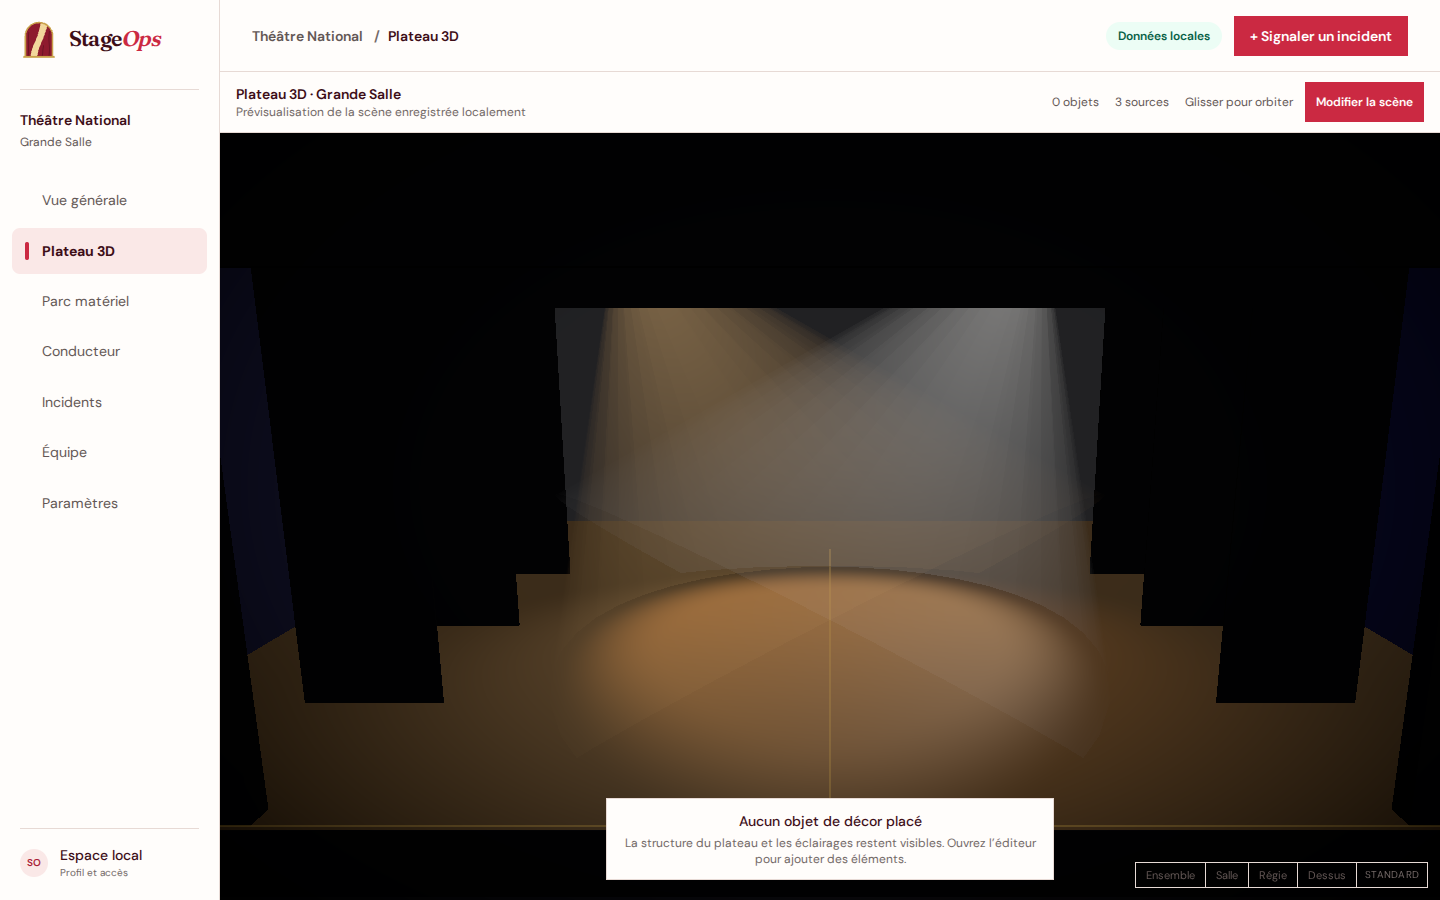 StageOps
Théâtre National / Plateau 3D
Données locales
+ Signaler un incident
Théâtre National
Grande Salle
Vue générale
Plateau 3D
Parc matériel
Conducteur
Incidents
Équipe
Paramètres
SO
Espace local
Profil et accès
Plateau 3D · Grande Salle
Prévisualisation de la scène enregistrée localement
0 objets
3 sources
Glisser pour orbiter
Modifier la scène
Aucun objet de décor placé
La structure du plateau et les éclairages restent visibles. Ouvrez l’éditeur
pour ajouter des éléments.
Ensemble
Salle
Régie
Dessus
STANDARD